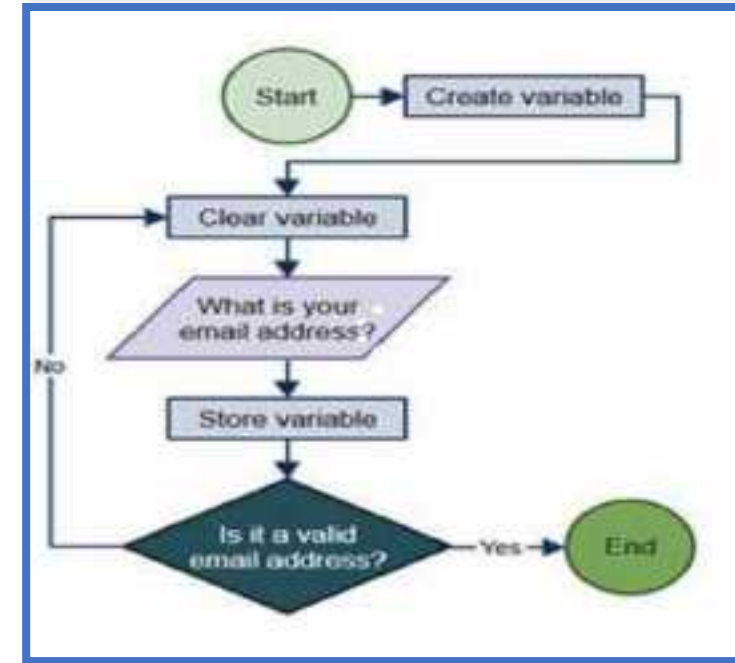 Start
Create variable
Clear variable
What is your
email address?
No
Store variable
Is it a valid
email address?
Yes
End